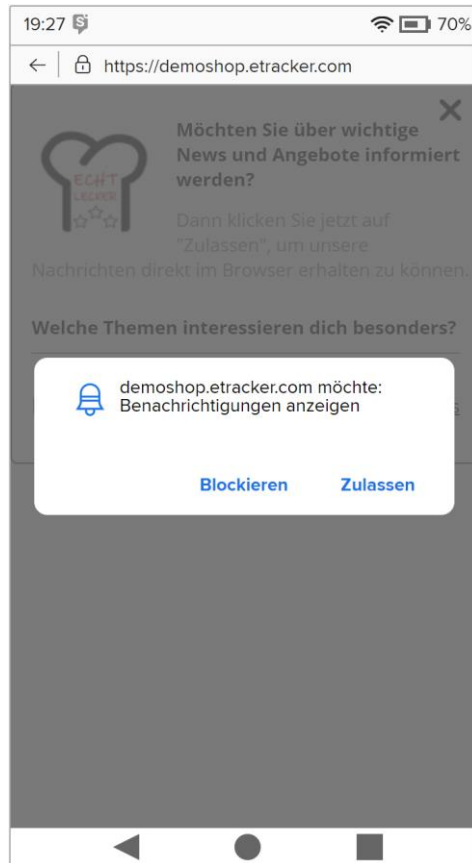 19:27
70%
https://demoshop.etracker.com
Möchten Sie über wichtige
News und Angebote informiert
werden?
ECHT
LECKER
Dann klicken Sie jetzt auf
"Zulassen", um unsere
Nachrichten direkt im Browser erhalten zu können.
Welche Themen interessieren dich besonders?
demoshop.etracker.com möchte:
Benachrichtigungen anzeigen
Blockieren Zulassen